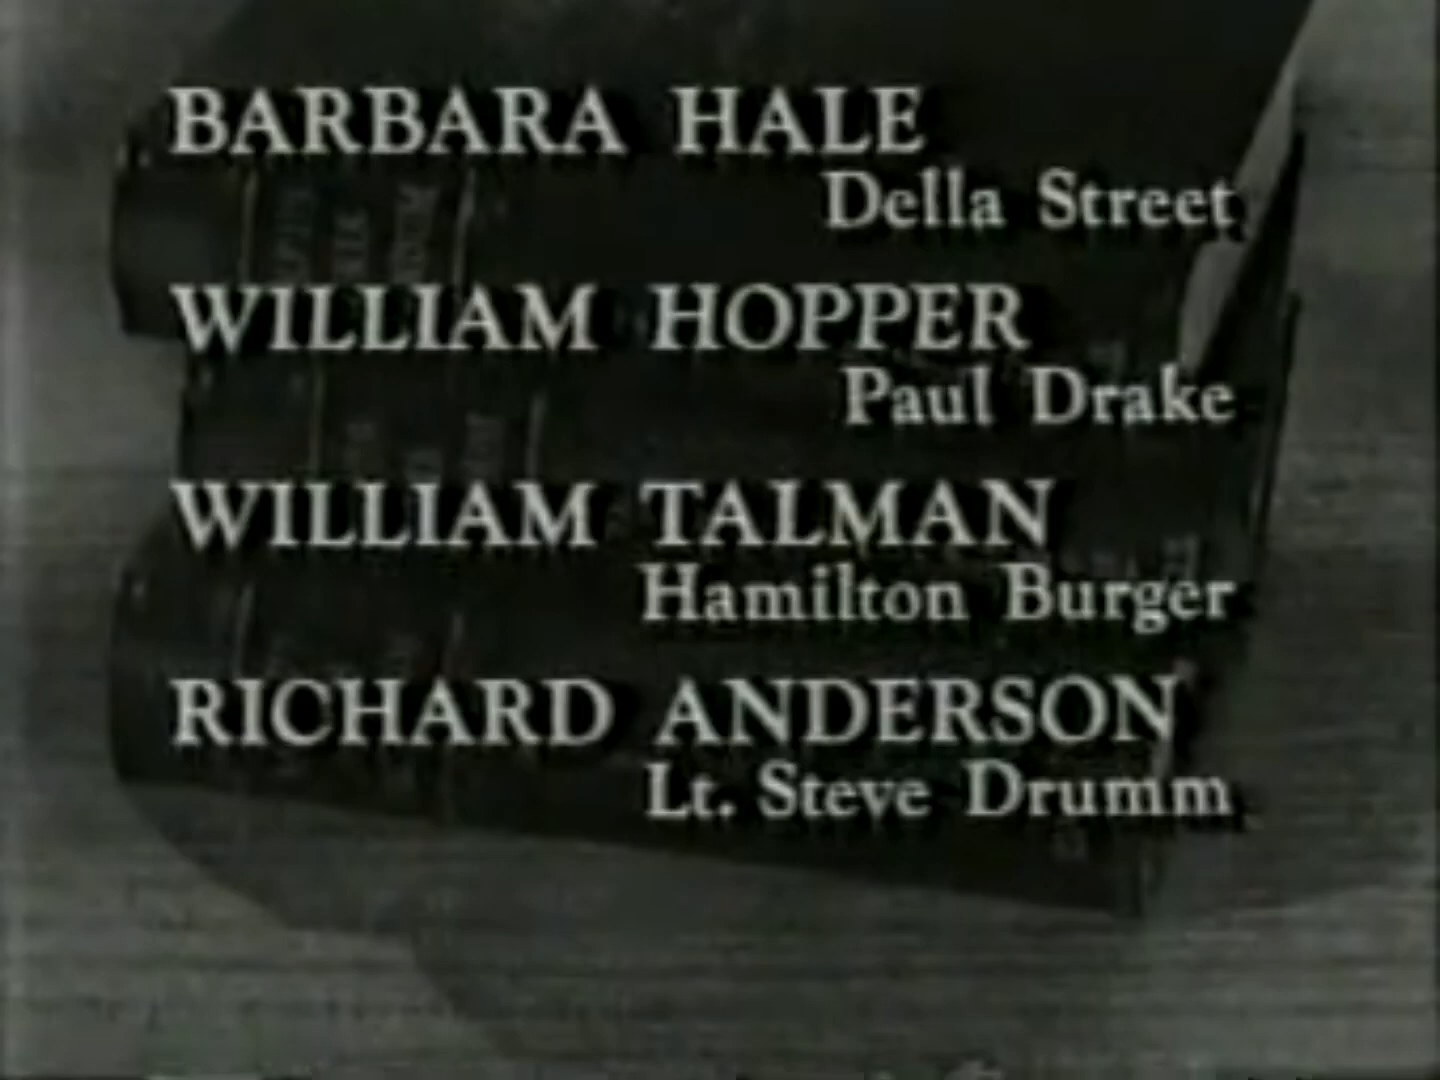 BARBARA HALE
Della Street
WILLIAM HOPPER
Paul Drake
WILLIAM TALMAN
Hamilton Burger
RICHARD ANDERSON
Lt. Steve Drumm